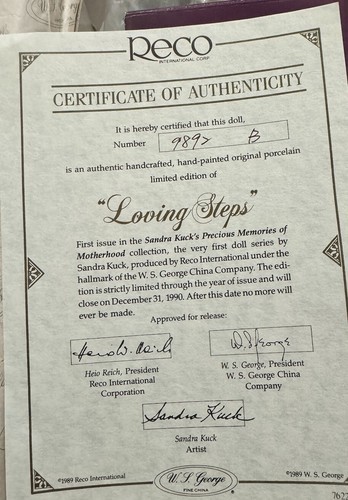 Reco
INTERNATIONAL CORP.
CERTIFICATE OF AUTHENTICITY
It is hereby certified that this doll,
Number 9897 B
is an authentic handcrafted, hand-painted original porcelain
limited edition of
"Loving Steps"
First issue in the Sandra Kuck's Precious Memories of
Motherhood collection, the very first doll series by
Sandra Kuck, produced by Reco International under the
hallmark of the W. S. George China Company. The edi-
tion is strictly limited through the year of issue and will
close on December 31, 1990. After this date no more will
ever be made.
Approved for release:
Heio W. Reich
W. S. George
Heio Reich, President
Reco International
Corporation
W. S. George, President
W. S. George China
Company
Sandra Kuck
Sandra Kuck
Artist
©1989 Reco International
W. S. George
FINE CHINA
©1989 W. S. George